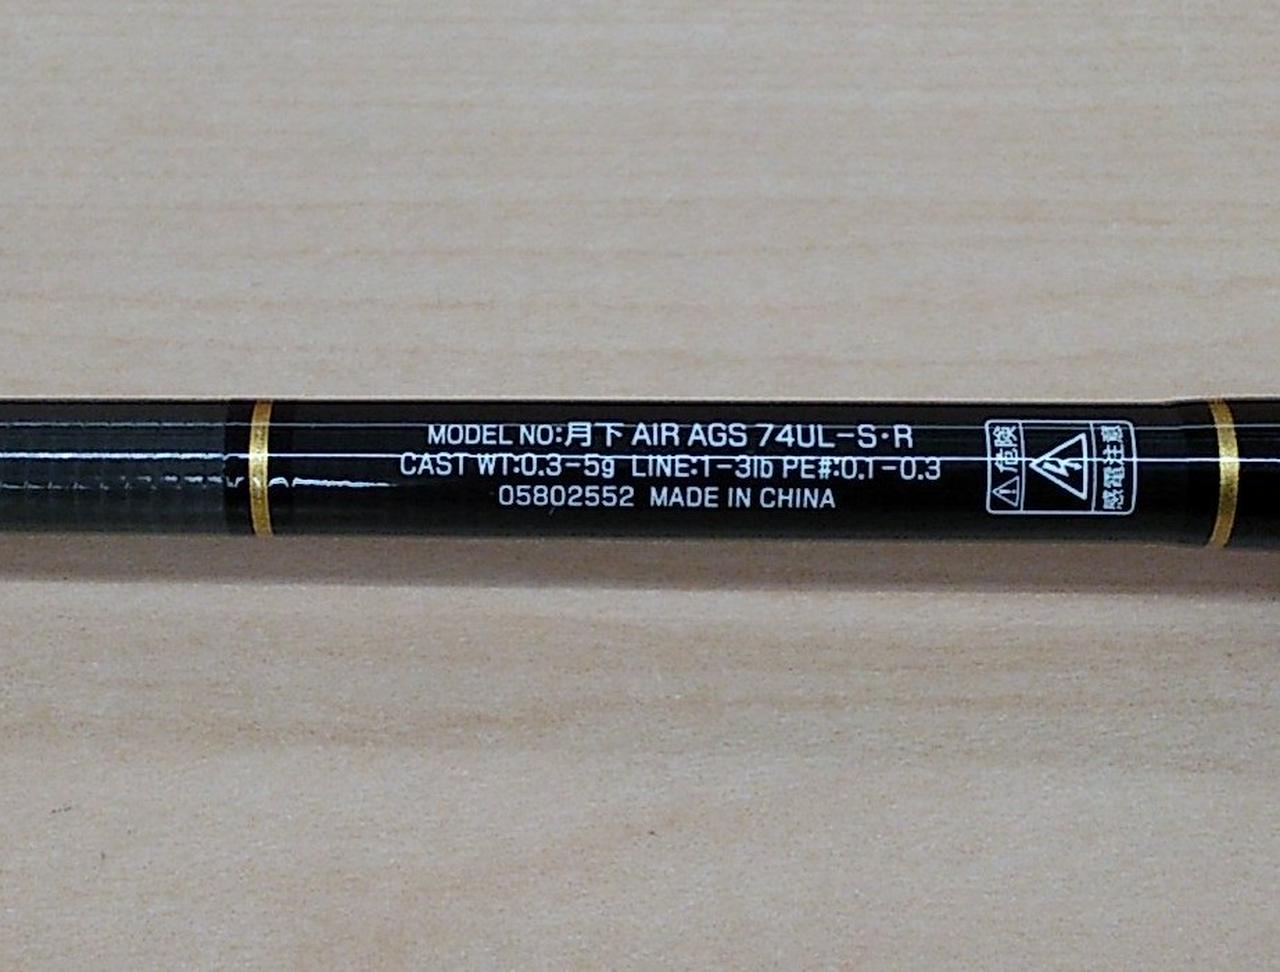 MODEL NO:月下 AIR AGS 74UL-S・R
CAST WT:0.3-5g LINE:1-3lb PE#:0.1-0.3
05802552 MADE IN CHINA
危険
感電注意